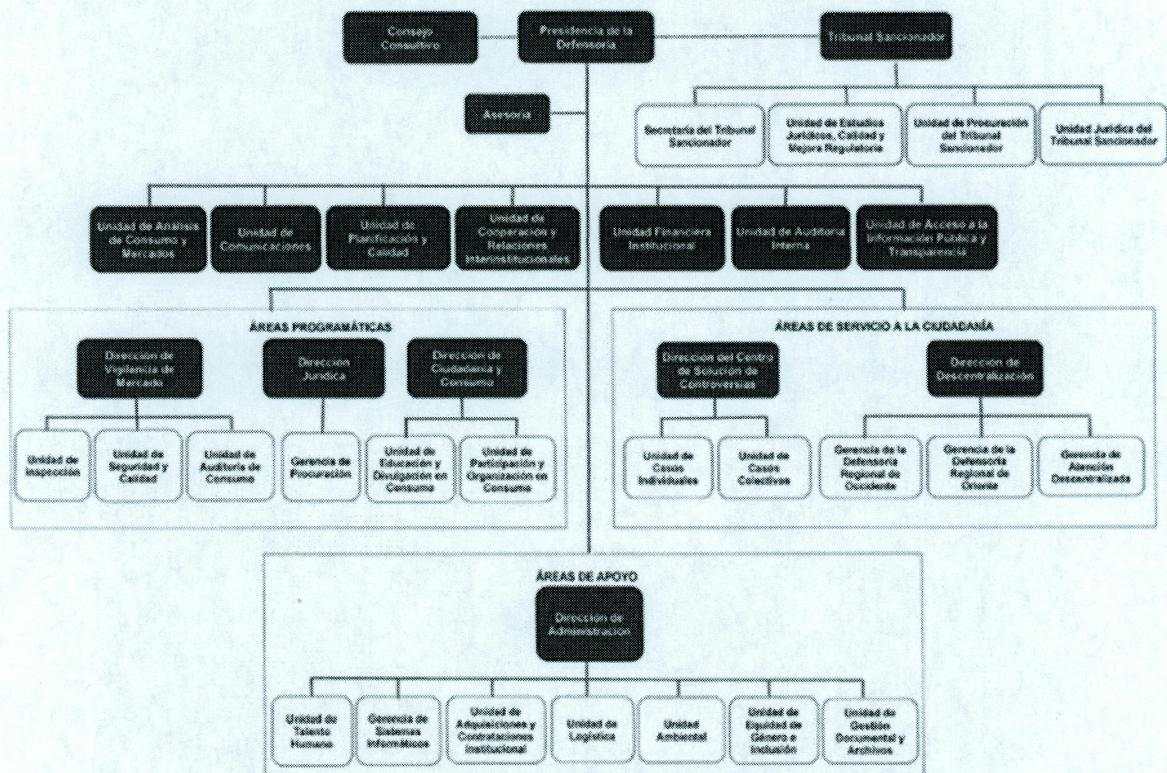 Consejo
Consultivo
Presidencia de la
Defensoría
Tribunal Sancionador
Asesoría
Secretaría del Tribunal
Sancionador
Unidad de Estudios
Jurídicos, Calidad y
Mejora Regulatoria
Unidad de Procuración
del Tribunal
Sancionador
Unidad Jurídica del
Tribunal Sancionador
Unidad de Análisis
de Consumo y
Mercados
Unidad de
Comunicaciones
Unidad de
Planificación y
Calidad
Unidad de
Cooperación y
Relaciones
Interinstitucionales
Unidad Financiera
Institucional
Unidad de Auditoría
Interna
Unidad de Acceso a la
Información Pública y
Transparencia
ÁREAS PROGRAMÁTICAS
Dirección de
Vigilancia de
Mercado
Dirección
Jurídica
Dirección de
Ciudadanía y
Consumo
Unidad de
Inspección
Unidad de
Seguridad y
Calidad
Unidad de
Auditoría de
Consumo
Gerencia de
Procuración
Unidad de
Educación y
Divulgación en
Consumo
Unidad de
Participación y
Organización en
Consumo
ÁREAS DE SERVICIO A LA CIUDADANÍA
Dirección del Centro
de Solución de
Controversias
Dirección de
Descentralización
Unidad de
Casos
Individuales
Unidad de
Casos
Colectivos
Gerencia de la
Defensoría
Regional de
Occidente
Gerencia de la
Defensoría
Regional de
Oriente
Gerencia de
Atención
Descentralizada
ÁREAS DE APOYO
Dirección de
Administración
Unidad de
Talento
Humano
Gerencia de
Sistemas
Informáticos
Unidad de
Adquisiciones y
Contrataciones
Institucional
Unidad de
Logística
Unidad
Ambiental
Unidad de
Equidad de
Género e
Inclusión
Unidad de
Gestión
Documental y
Archivos